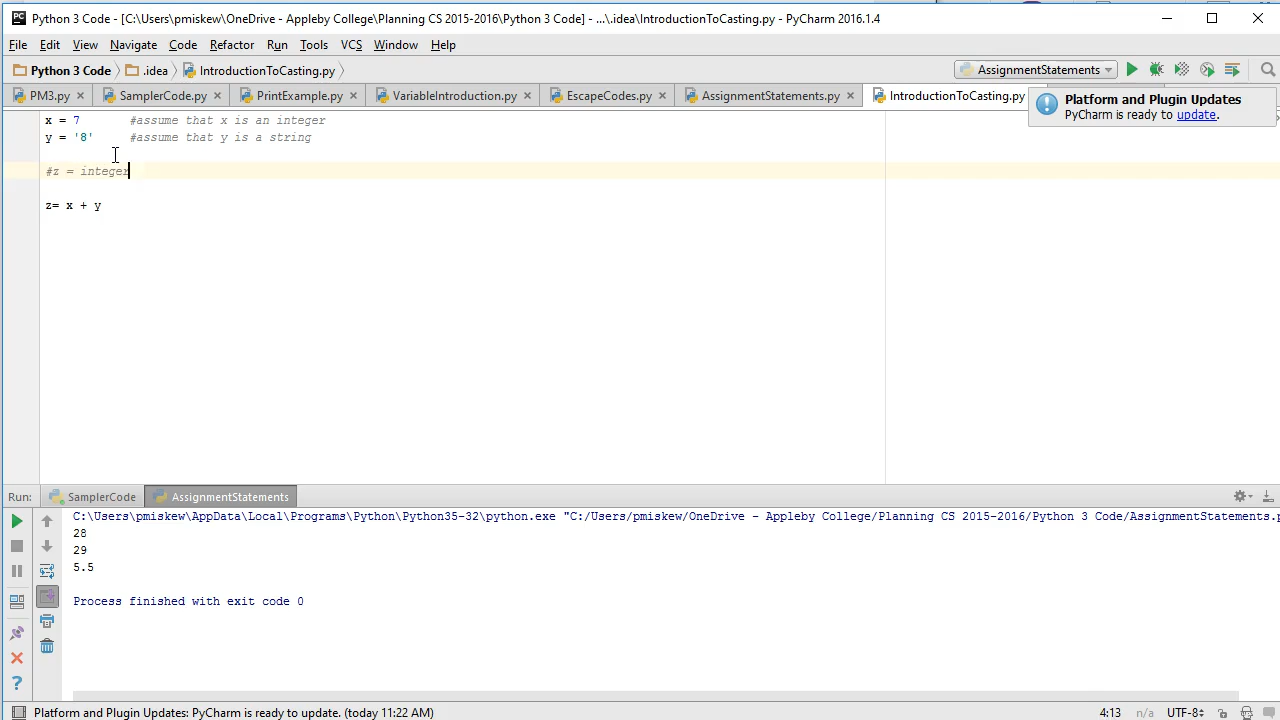 Python 3 Code - [C:\Users\pmiskew\OneDrive - Appleby College\Planning CS 2015-2016\Python 3 Code] - ...\.idea\IntroductionToCasting.py - PyCharm 2016.1.4
File Edit View Navigate Code Refactor Run Tools VCS Window Help
Python 3 Code .idea IntroductionToCasting.py AssignmentStatements
PM3.py SamplerCode.py PrintExample.py VariableIntroduction.py EscapeCodes.py AssignmentStatements.py IntroductionToCasting.py
Platform and Plugin Updates
PyCharm is ready to update.
x = 7 #assume that x is an integer
y = '8' #assume that y is a string
#z = integer
z= x + y
Run: SamplerCode AssignmentStatements
C:\Users\pmiskew\AppData\Local\Programs\Python\Python35-32\python.exe "C:/Users/pmiskew/OneDrive - Appleby College/Planning CS 2015-2016/Python 3 Code/AssignmentStatements.p
28
29
5.5
Process finished with exit code 0
Platform and Plugin Updates: PyCharm is ready to update. (today 11:22 AM) 4:13 n/a UTF-8